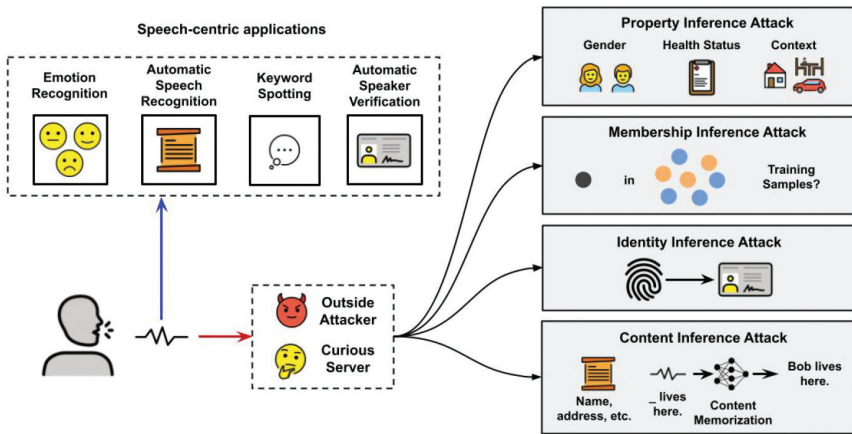 Speech-centric applications
Emotion
Recognition
Automatic
Speech
Recognition
Keyword
Spotting
Automatic
Speaker
Verification
Outside
Attacker
Curious
Server
Property Inference Attack
Gender
Health Status
Context
Membership Inference Attack
in
Training
Samples?
Identity Inference Attack
Content Inference Attack
Name,
address, etc.
_ lives
here.
Content
Memorization
Bob lives
here.